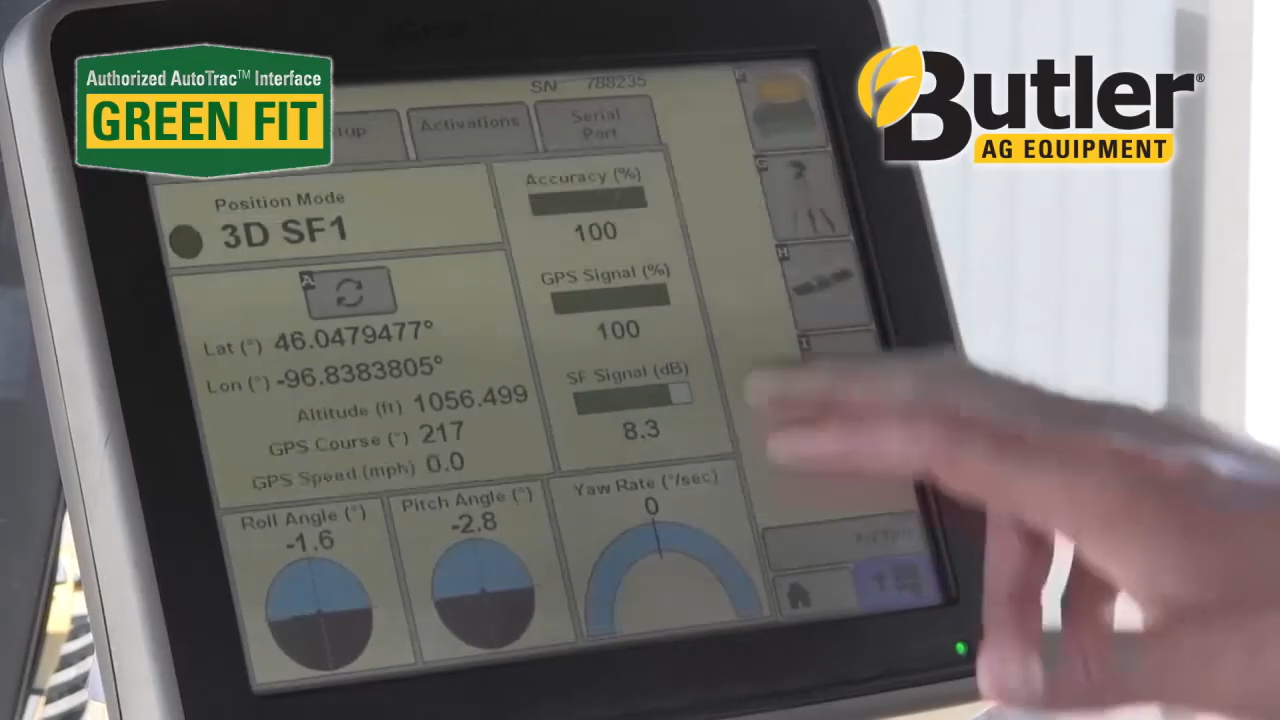 Authorized AutoTrac™ Interface
GREEN FIT
Butler®
AG EQUIPMENT
SN 788235
Activations
Serial
Port
Position Mode
3D SF1
A
Lat (°) 46.0479477°
Lon (°) -96.8383805°
Altitude (ft) 1056.499
GPS Course (°) 217
GPS Speed (mph) 0.0
Accuracy (%)
100
GPS Signal (%)
100
SF Signal (dB)
8.3
Roll Angle (°)
-1.6
Pitch Angle (°)
-2.8
Yaw Rate (°/sec)
0
F
G
H
I